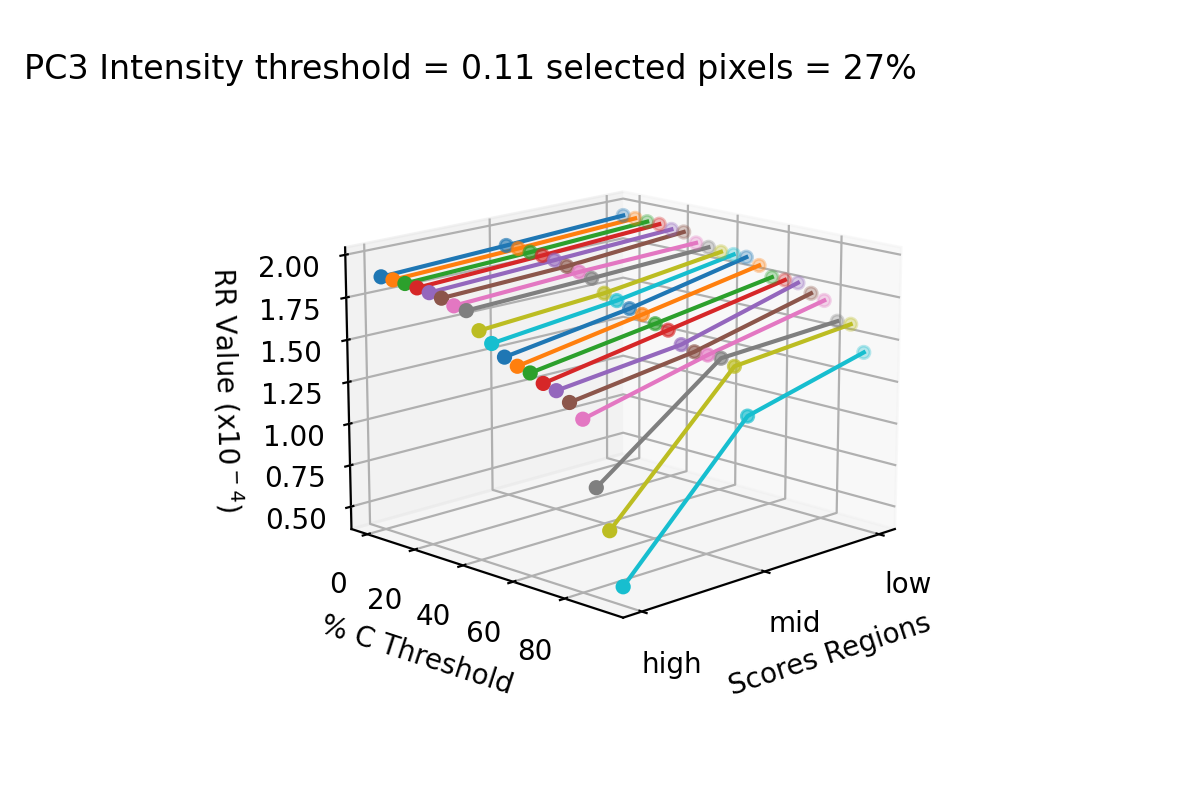 PC3 Intensity threshold = 0.11 selected pixels = 27%
2.00
1.75
1.50
1.25
1.00
0.75
0.50
RR Value (x10⁻⁴)
0
20
40
60
80
% C Threshold
high
mid
low
Scores Regions